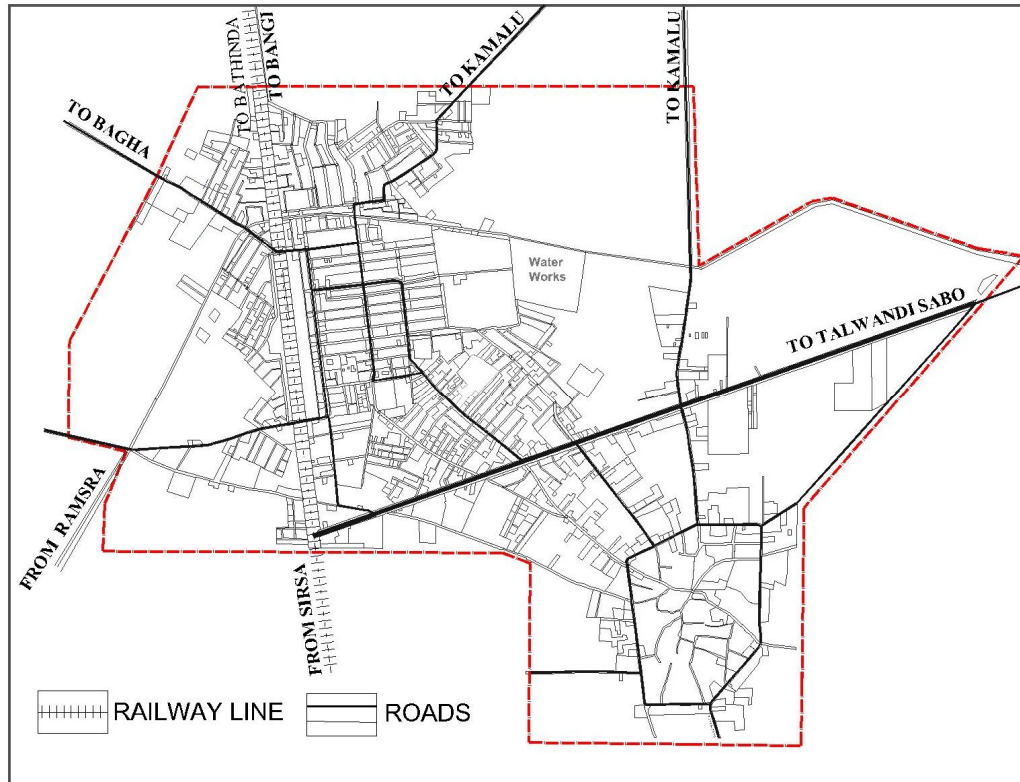 TO BATHINDA
TO BANGI
TO KAMALU
TO KAMALU
TO BAGHA
Water
Works
TO TALWANDI SABO
FROM RAMSRA
FROM SIRSA
RAILWAY LINE
ROADS